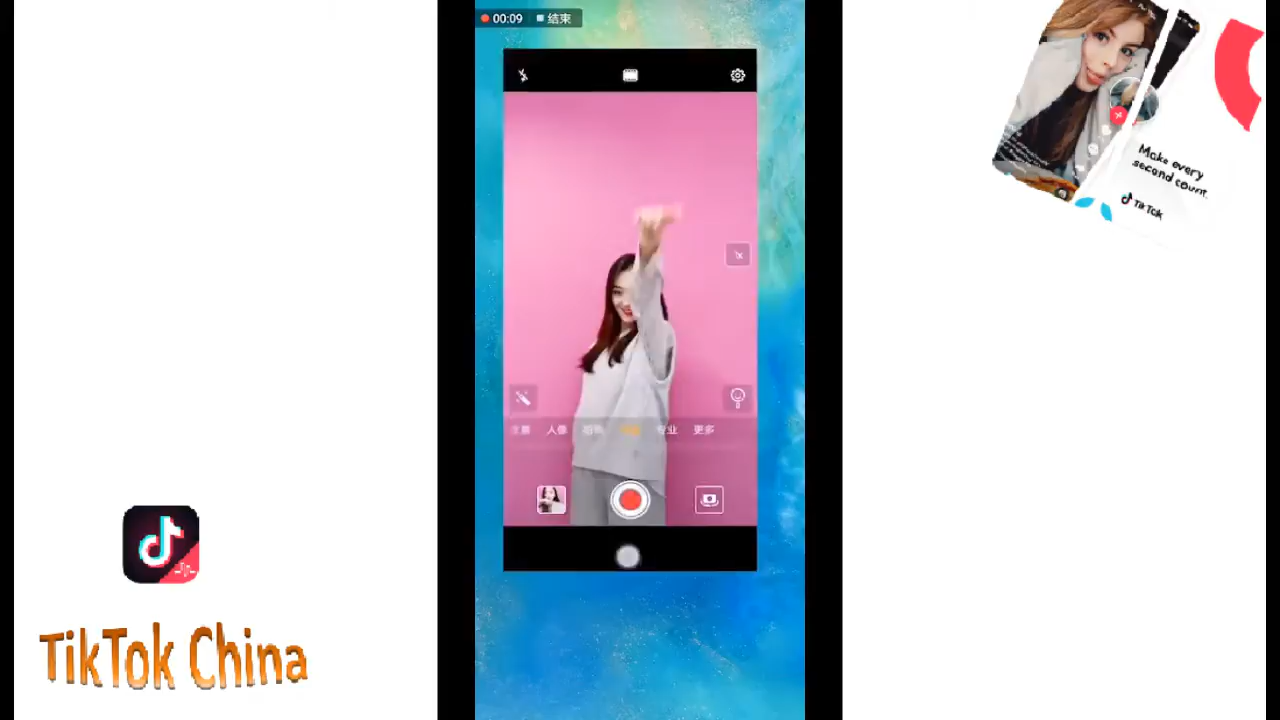 00:09 结束
Make every
second count.
TikTok
人像
专业
更多
TikTok China